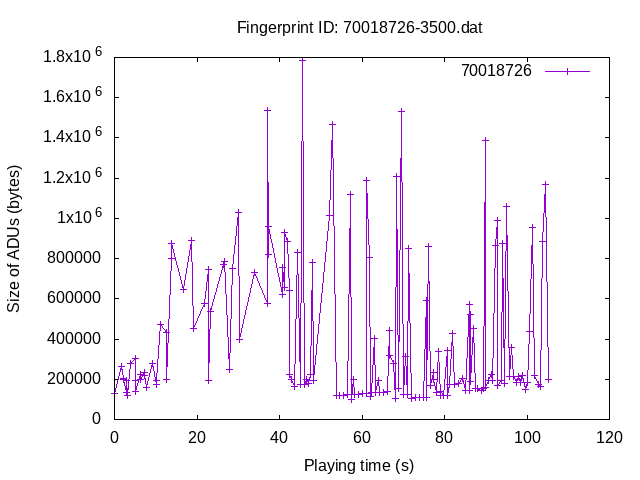 Fingerprint ID: 70018726-3500.dat
1.8x10^6
1.6x10^6
1.4x10^6
1.2x10^6
1x10^6
800000
600000
400000
200000
0
Size of ADUs (bytes)
70018726
0 20 40 60 80 100 120
Playing time (s)